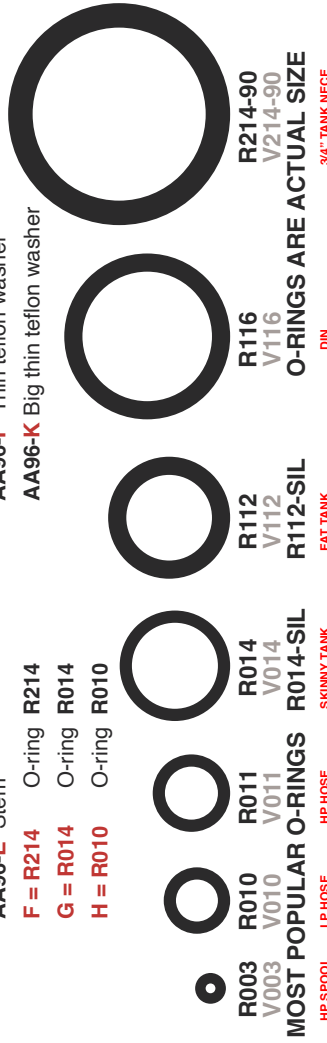 Stem Thin teflon washer
F = R214 O-ring R214 AA96-K Big thin teflon washer
G = R014 O-ring R014
H = R010 O-ring R010
R003 R010 R011 R014 R112 R116 R214-90
V003 V010 V011 V014 V112 V116 V214-90
MOST POPULAR O-RINGS R014-SIL R112-SIL O-RINGS ARE ACTUAL SIZE
HP SPOOL LP HOSE HP HOSE SKINNY TANK FAT TANK DIN 3/4" TANK